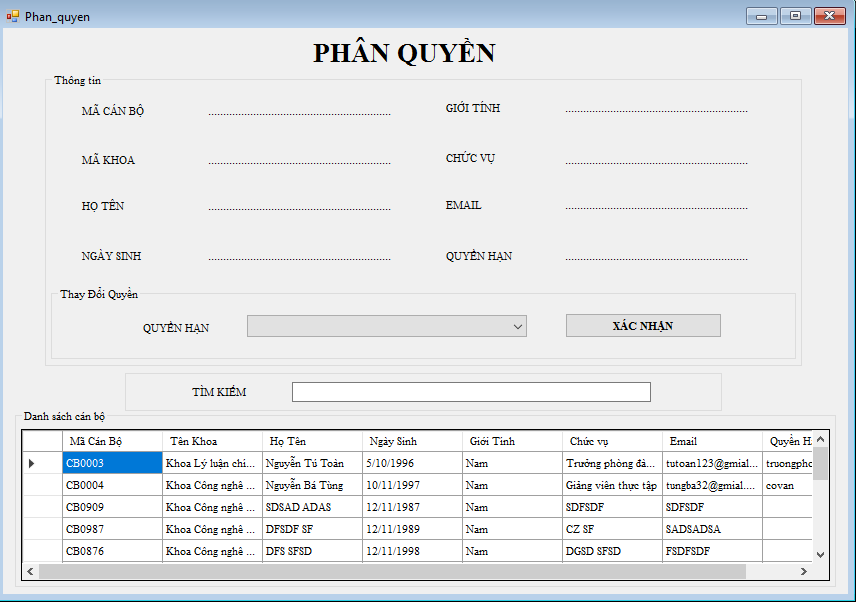 Phan_quyen
PHÂN QUYỀN
Thông tin
MÃ CÁN BỘ ............................................................. GIỚI TÍNH .............................................................
MÃ KHOA ............................................................. CHỨC VỤ .............................................................
HỌ TÊN ............................................................. EMAIL .............................................................
NGÀY SINH ............................................................. QUYỀN HẠN .............................................................
Thay Đổi Quyền
QUYỀN HẠN XÁC NHẬN
TÌM KIẾM
Danh sách cán bộ
Mã Cán Bộ Tên Khoa Họ Tên Ngày Sinh Giới Tính Chức vụ Email Quyền H
CB0003 Khoa Lý luận chí... Nguyễn Tú Toàn 5/10/1996 Nam Trưởng phòng đà... tutoan123@gmial.... truongpho
CB0004 Khoa Công nghê ... Nguyễn Bá Tùng 10/11/1997 Nam Giảng viên thực tập tungba32@gmial.... covan
CB0909 Khoa Công nghê ... SDSAD ADAS 12/11/1987 Nam SDFSDF SDFSDF
CB0987 Khoa Công nghê ... DFSDF SF 12/11/1989 Nam CZ SF SADSADSA
CB0876 Khoa Công nghê ... DFS SFSD 12/11/1998 Nam DGSD SFSD FSDFSDF